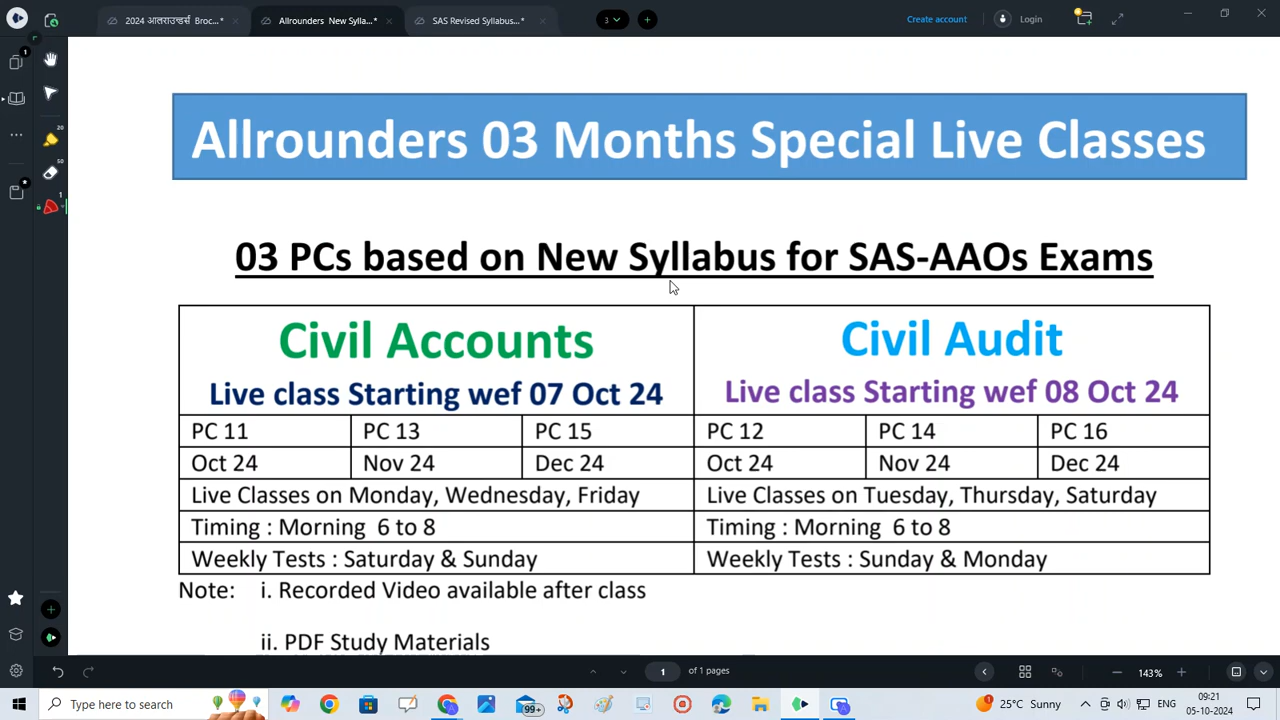 2024 आलराउन्डर्स Broc...*
Allrounders New Sylla...*
SAS Revised Syllabus...*
3
Create account
Login
1
20
50
1
Allrounders 03 Months Special Live Classes
03 PCs based on New Syllabus for SAS-AAOs Exams
Civil Accounts
Live class Starting wef 07 Oct 24
Civil Audit
Live class Starting wef 08 Oct 24
PC 11 PC 13 PC 15 PC 12 PC 14 PC 16
Oct 24 Nov 24 Dec 24 Oct 24 Nov 24 Dec 24
Live Classes on Monday, Wednesday, Friday
Live Classes on Tuesday, Thursday, Saturday
Timing : Morning 6 to 8
Timing : Morning 6 to 8
Weekly Tests : Saturday & Sunday
Weekly Tests : Sunday & Monday
Note: i. Recorded Video available after class
ii. PDF Study Materials
1 of 1 pages
143%
Type here to search
99+
25°C Sunny
ENG
09:21
05-10-2024